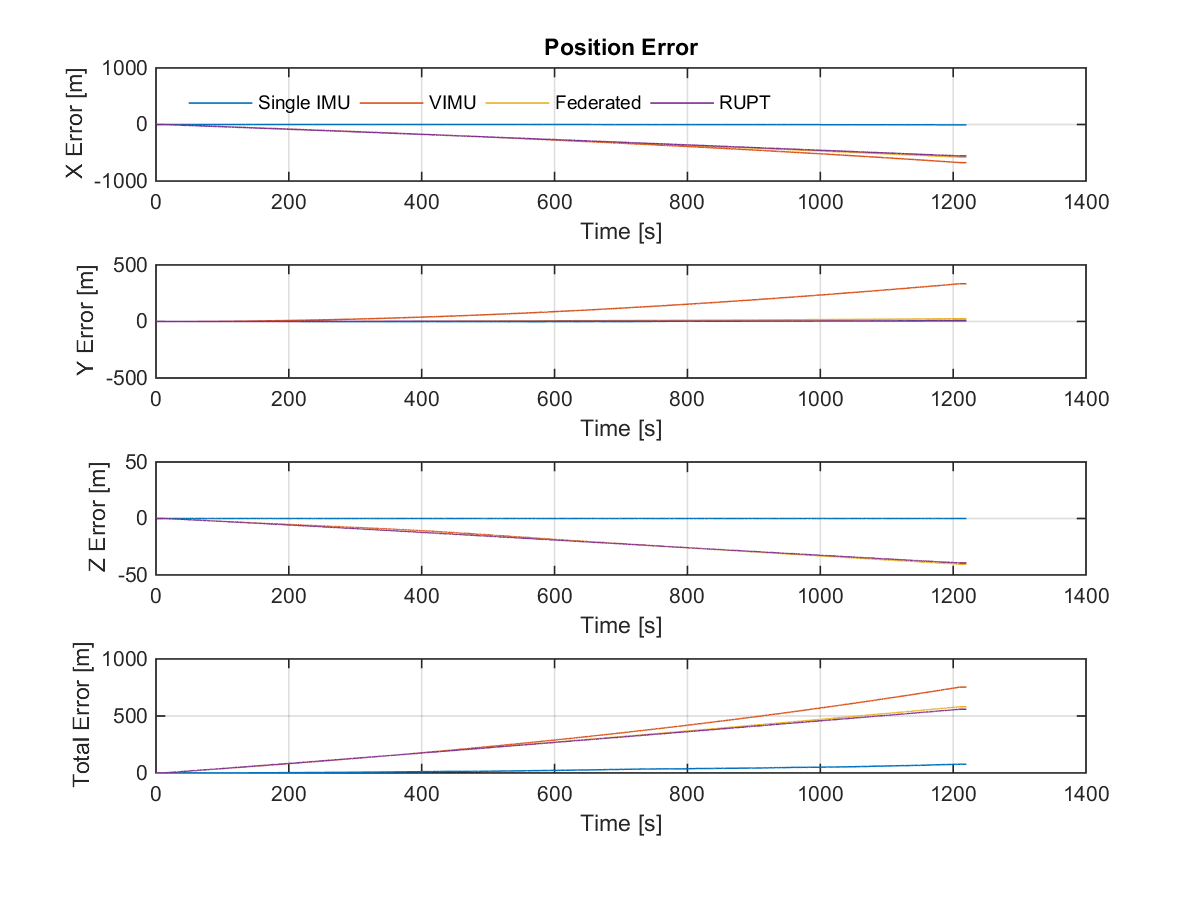 Position Error
1000
0
-1000
X Error [m]
Single IMU VIMU Federated RUPT
0 200 400 600 800 1000 1200 1400
Time [s]
500
0
-500
Y Error [m]
0 200 400 600 800 1000 1200 1400
Time [s]
50
0
-50
Z Error [m]
0 200 400 600 800 1000 1200 1400
Time [s]
1000
500
0
Total Error [m]
0 200 400 600 800 1000 1200 1400
Time [s]